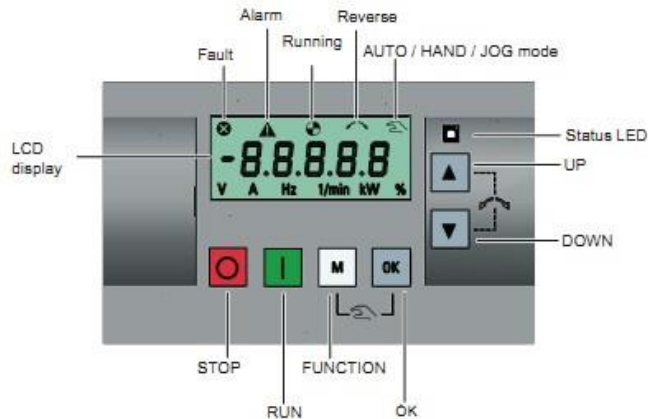 Alarm
Reverse
Fault
Running
AUTO / HAND / JOG mode
LCD
display
-8.8.8.8.8
V A Hz 1/min kW %
Status LED
UP
DOWN
M
OK
STOP
FUNCTION
RUN
OK